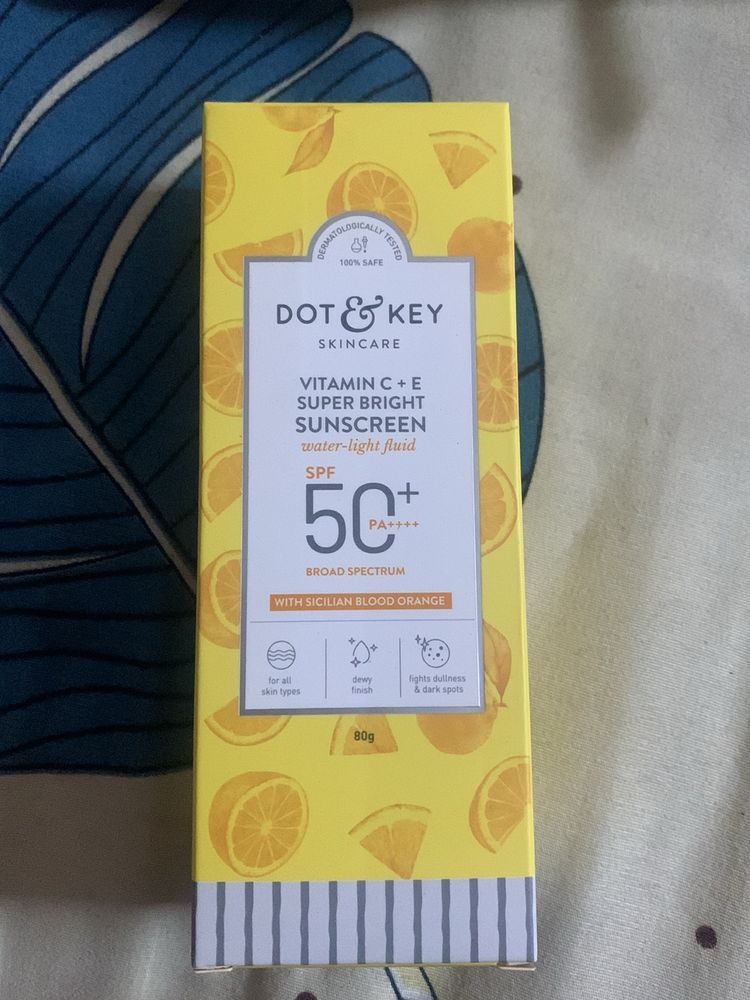 DERMATOLOGICALLY TESTED
100% SAFE
DOT & KEY
SKINCARE
VITAMIN C + E
SUPER BRIGHT
SUNSCREEN
water-light fluid
SPF
50+
PA++++
BROAD SPECTRUM
WITH SICILIAN BLOOD ORANGE
for all
skin types
dewy
finish
fights dullness
& dark spots
80g